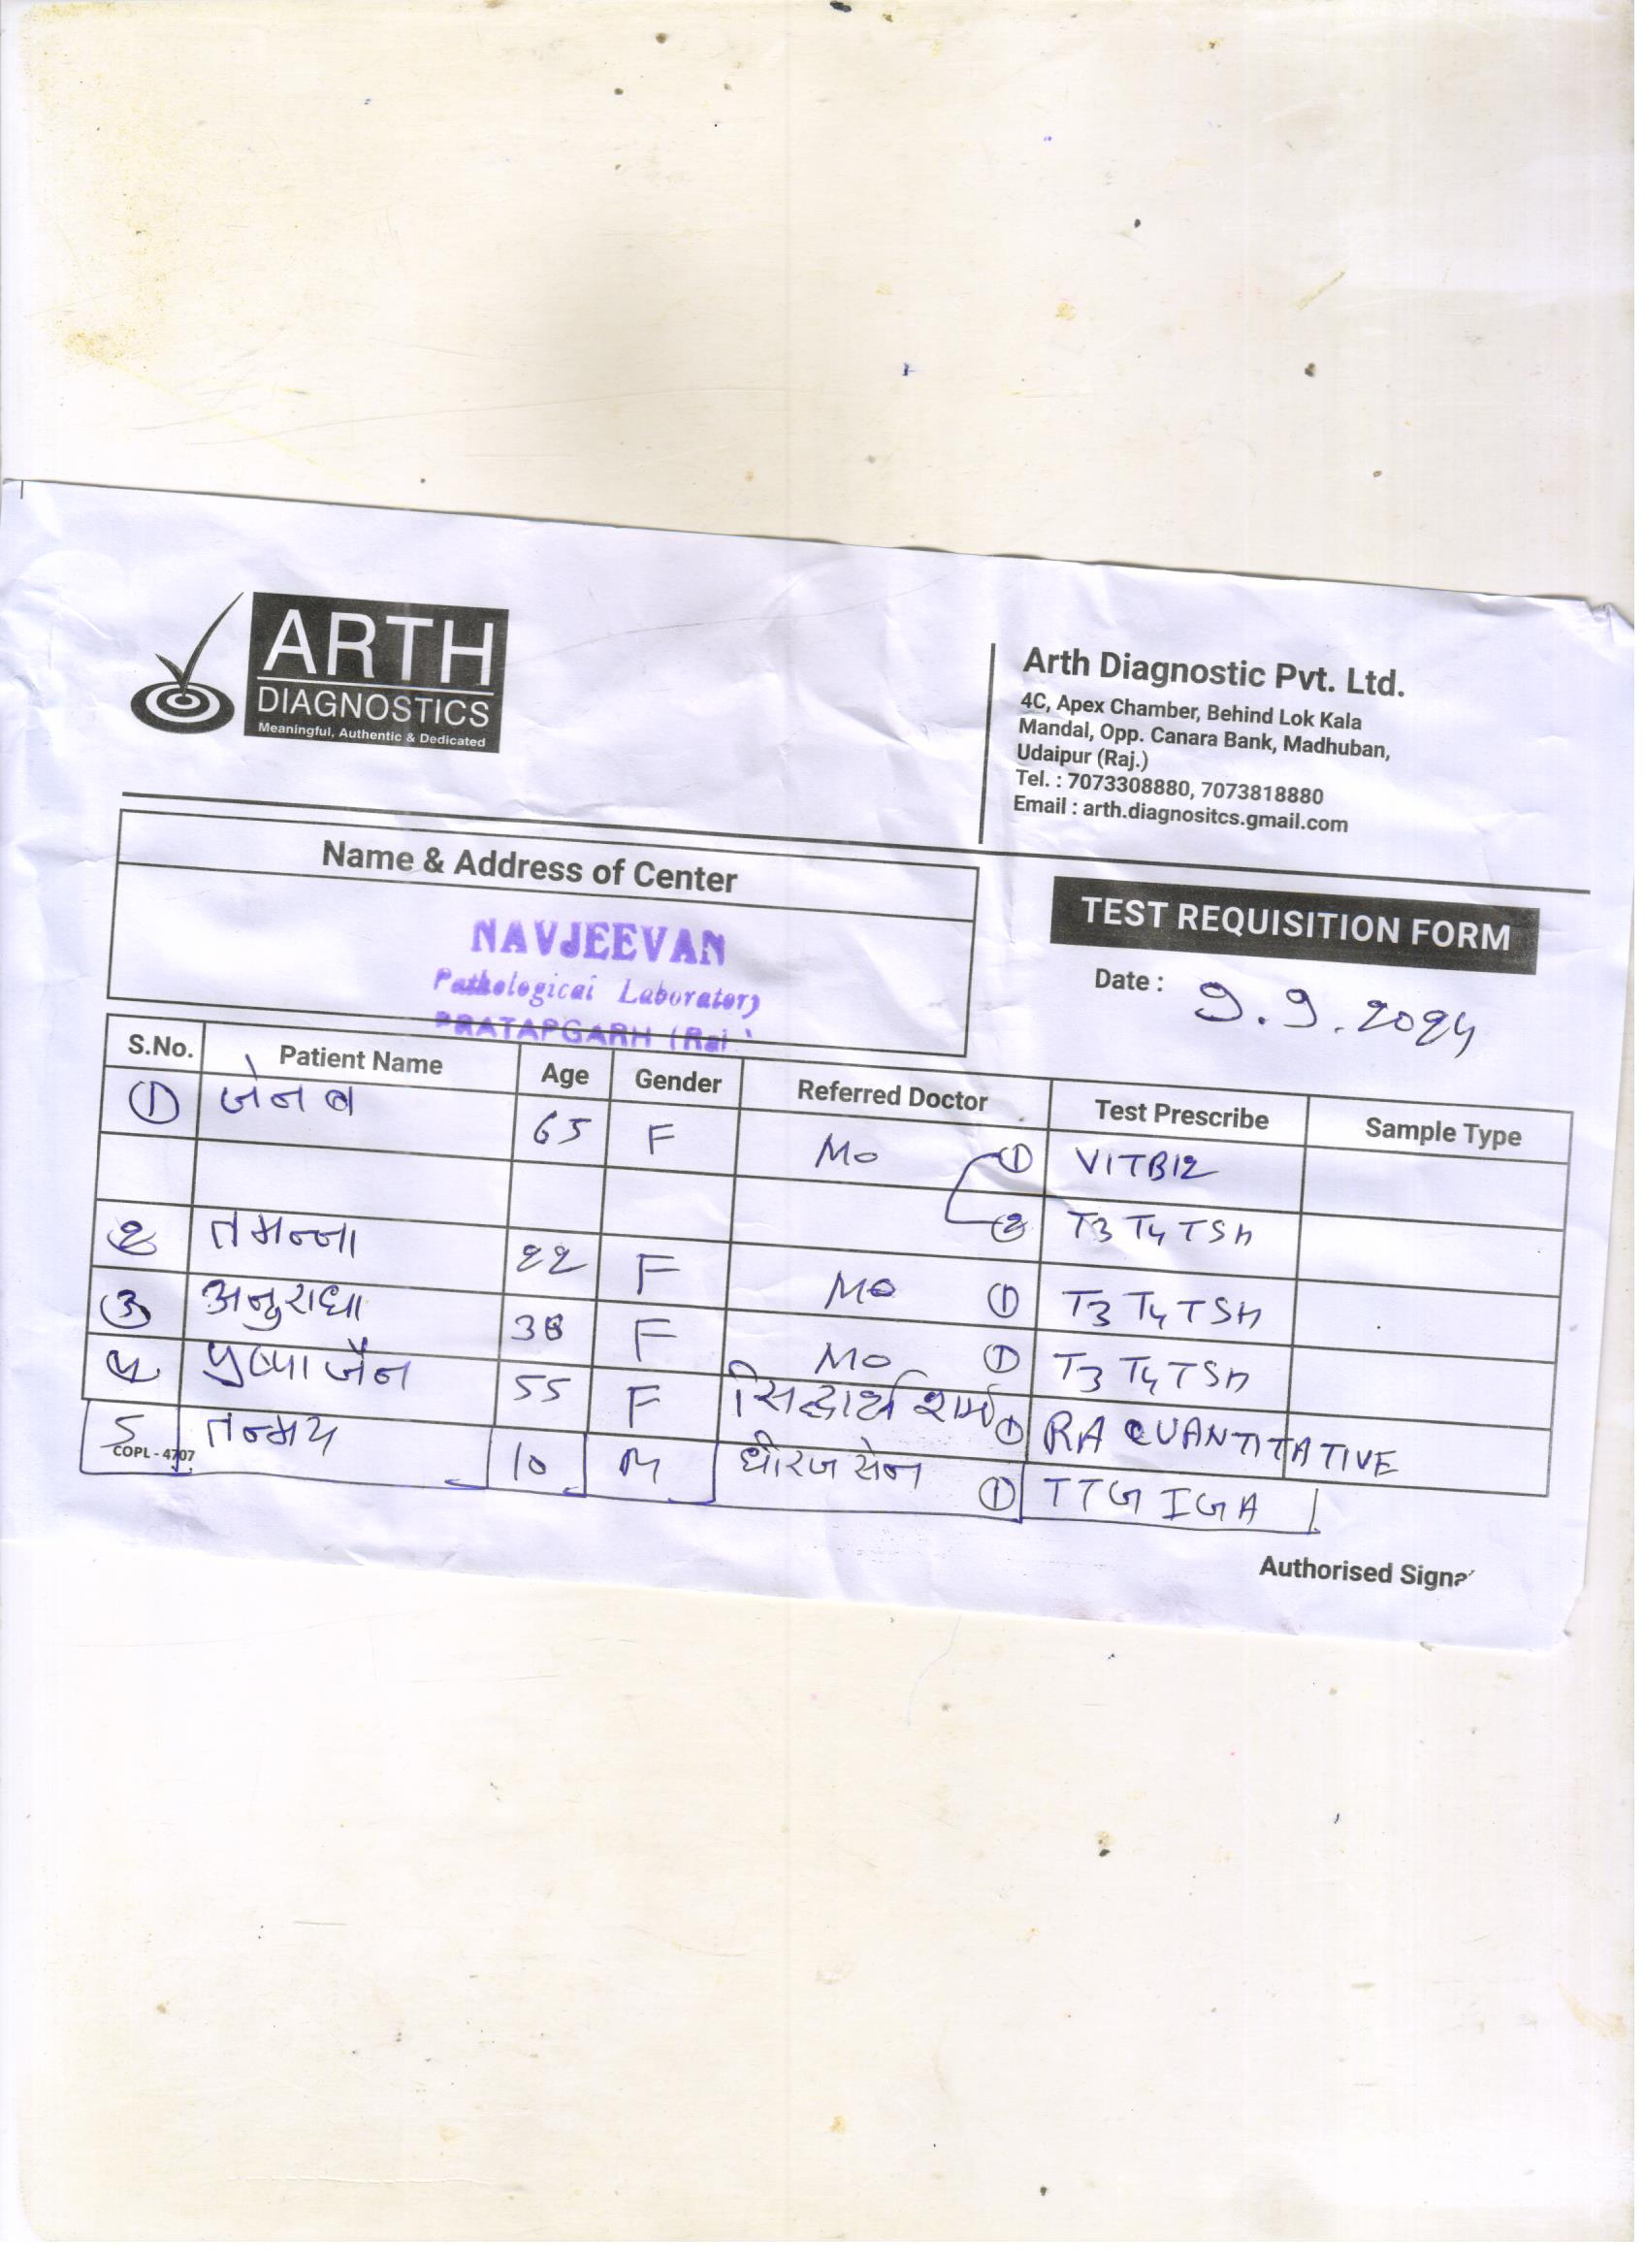 ARTH
DIAGNOSTICS
Meaningful, Authentic & Dedicated
Arth Diagnostic Pvt. Ltd.
4C, Apex Chamber, Behind Lok Kala
Mandal, Opp. Canara Bank, Madhuban,
Udaipur (Raj.)
Tel. : 7073308880, 7073818880
Email : arth.diagnositcs.gmail.com
Name & Address of Center
NAVJEEVAN
Pathological Laboratory
PRATAPGARH (Raj.)
TEST REQUISITION FORM
Date : 9.9.2024
S.No. Patient Name Age Gender Referred Doctor Test Prescribe Sample Type
① जेनब 65 F Mo ① VITB12
② T3 T4 TSH
② तमन्ना 22 F Mo ① T3 T4 TSH
③ अनुराधा 38 F Mo ① T3 T4 TSH
④ पुष्पा जैन 55 F सिद्धार्थ शर्मा ① RA QUANTITATIVE
5 तन्मय 10 M धीरज सेन ① TTG IGA
COPL - 4707
Authorised Signa